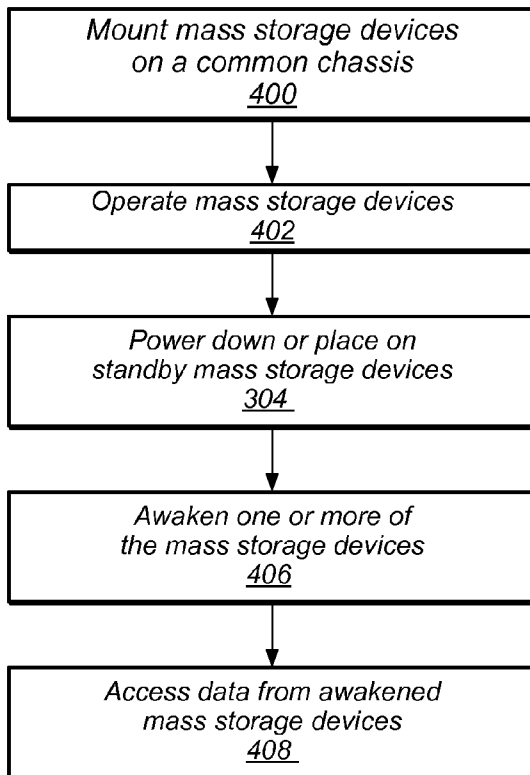 Mount mass storage devices
on a common chassis
400
Operate mass storage devices
402
Power down or place on
standby mass storage devices
304
Awaken one or more of
the mass storage devices
406
Access data from awakened
mass storage devices
408